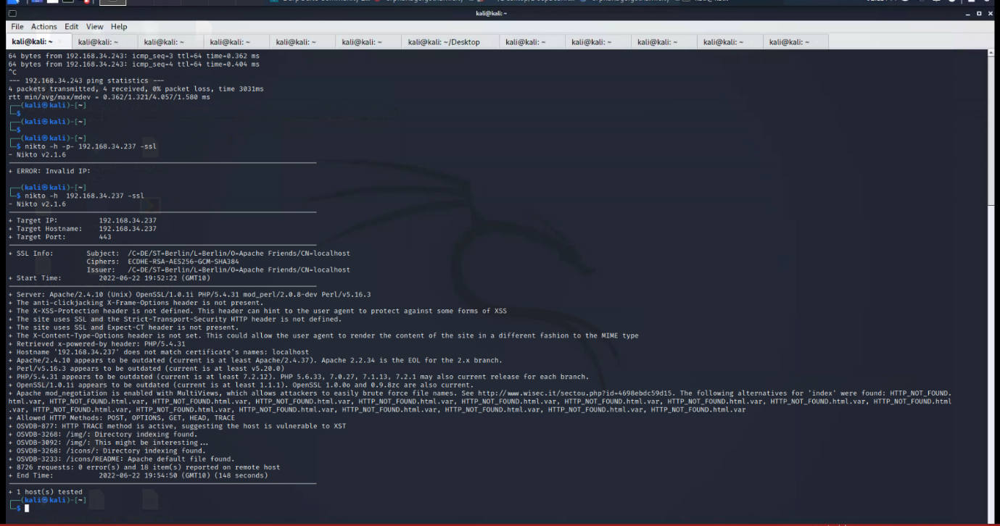 kali@kali: ~
File Actions Edit View Help
kali@kali: ~ kali@kali: ~ kali@kali: ~ kali@kali: ~ kali@kali: ~ kali@kali: ~ kali@kali: ~/Desktop kali@kali: ~ kali@kali: ~ kali@kali: ~ kali@kali: ~ kali@kali: ~
64 bytes from 192.168.34.243: icmp_seq=3 ttl=64 time=0.362 ms
64 bytes from 192.168.34.243: icmp_seq=4 ttl=64 time=0.404 ms
^C
--- 192.168.34.243 ping statistics ---
4 packets transmitted, 4 received, 0% packet loss, time 3031ms
rtt min/avg/max/mdev = 0.362/1.321/4.057/1.580 ms
┌──(kali㉿kali)-[~]
└─$
┌──(kali㉿kali)-[~]
└─$
┌──(kali㉿kali)-[~]
└─$ nikto -h -p- 192.168.34.237 -ssl
- Nikto v2.1.6
+ ERROR: Invalid IP:
┌──(kali㉿kali)-[~]
└─$ nikto -h  192.168.34.237 -ssl
- Nikto v2.1.6
+ Target IP: 192.168.34.237
+ Target Hostname: 192.168.34.237
+ Target Port: 443
+ SSL Info: Subject: /C=DE/ST=Berlin/L=Berlin/O=Apache Friends/CN=localhost
Ciphers: ECDHE-RSA-AES256-GCM-SHA384
Issuer: /C=DE/ST=Berlin/L=Berlin/O=Apache Friends/CN=localhost
+ Start Time: 2022-06-22 19:52:22 (GMT10)
+ Server: Apache/2.4.10 (Unix) OpenSSL/1.0.1i PHP/5.4.31 mod_perl/2.0.8-dev Perl/v5.16.3
+ The anti-clickjacking X-Frame-Options header is not present.
+ The X-XSS-Protection header is not defined. This header can hint to the user agent to protect against some forms of XSS
+ The site uses SSL and the Strict-Transport-Security HTTP header is not defined.
+ The site uses SSL and Expect-CT header is not present.
+ The X-Content-Type-Options header is not set. This could allow the user agent to render the content of the site in a different fashion to the MIME type
+ Retrieved x-powered-by header: PHP/5.4.31
+ Hostname '192.168.34.237' does not match certificate's names: localhost
+ Apache/2.4.10 appears to be outdated (current is at least Apache/2.4.37). Apache 2.2.34 is the EOL for the 2.x branch.
+ Perl/v5.16.3 appears to be outdated (current is at least v5.20.0)
+ PHP/5.4.31 appears to be outdated (current is at least 7.2.12). PHP 5.6.33, 7.0.27, 7.1.13, 7.2.1 may also current release for each branch.
+ OpenSSL/1.0.1i appears to be outdated (current is at least 1.1.1). OpenSSL 1.0.0o and 0.9.8zc are also current.
+ Apache mod_negotiation is enabled with MultiViews, which allows attackers to easily brute force file names. See http://www.wisec.it/sectou.php?id=4698ebdc59d15. The following alternatives for 'index' were found: HTTP_NOT_FOUND.
html.var, HTTP_NOT_FOUND.html.var, HTTP_NOT_FOUND.html.var, HTTP_NOT_FOUND.html.var, HTTP_NOT_FOUND.html.var, HTTP_NOT_FOUND.html.var, HTTP_NOT_FOUND.html.var, HTTP_NOT_FOUND.html.var, HTTP_NOT_FOUND.html.var, HTTP_NOT_FOUND.html
.var, HTTP_NOT_FOUND.html.var, HTTP_NOT_FOUND.html.var, HTTP_NOT_FOUND.html.var, HTTP_NOT_FOUND.html.var, HTTP_NOT_FOUND.html.var, HTTP_NOT_FOUND.html.var, HTTP_NOT_FOUND.html.var
+ Allowed HTTP Methods: POST, OPTIONS, GET, HEAD, TRACE
+ OSVDB-877: HTTP TRACE method is active, suggesting the host is vulnerable to XST
+ OSVDB-3268: /img/: Directory indexing found.
+ OSVDB-3092: /img/: This might be interesting...
+ OSVDB-3268: /icons/: Directory indexing found.
+ OSVDB-3233: /icons/README: Apache default file found.
+ 8726 requests: 0 error(s) and 18 item(s) reported on remote host
+ End Time: 2022-06-22 19:54:50 (GMT10) (148 seconds)
+ 1 host(s) tested
┌──(kali㉿kali)-[~]
└─$